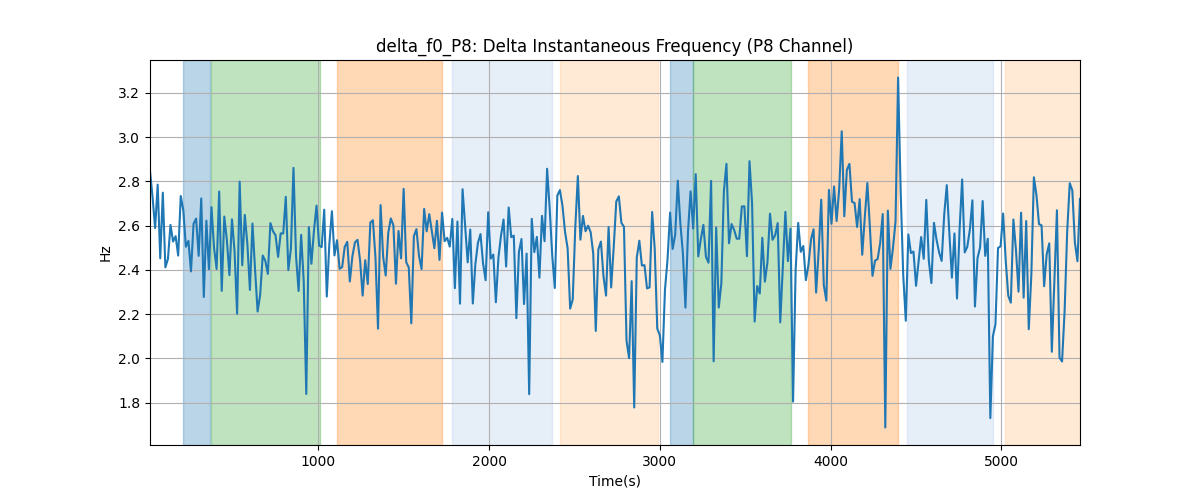 delta_f0_P8: Delta Instantaneous Frequency (P8 Channel)
Hz
3.2
3.0
2.8
2.6
2.4
2.2
2.0
1.8
1000 2000 3000 4000 5000
Time(s)